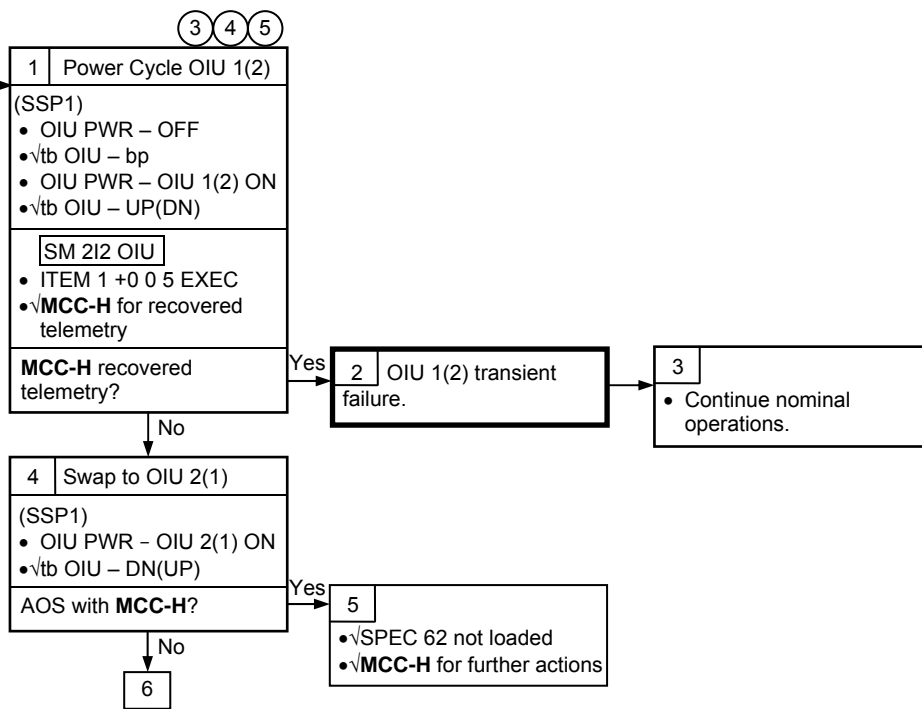 3 4 5
1 Power Cycle OIU 1(2)
(SSP1)
• OIU PWR – OFF
•√tb OIU – bp
• OIU PWR – OIU 1(2) ON
•√tb OIU – UP(DN)
SM 2I2 OIU
• ITEM 1 +0 0 5 EXEC
•√MCC-H for recovered
telemetry
MCC-H recovered
telemetry?
Yes
2 OIU 1(2) transient
failure.
3
• Continue nominal
operations.
No
4 Swap to OIU 2(1)
(SSP1)
• OIU PWR – OIU 2(1) ON
•√tb OIU – DN(UP)
AOS with MCC-H?
Yes
5
•√SPEC 62 not loaded
•√MCC-H for further actions
No
6